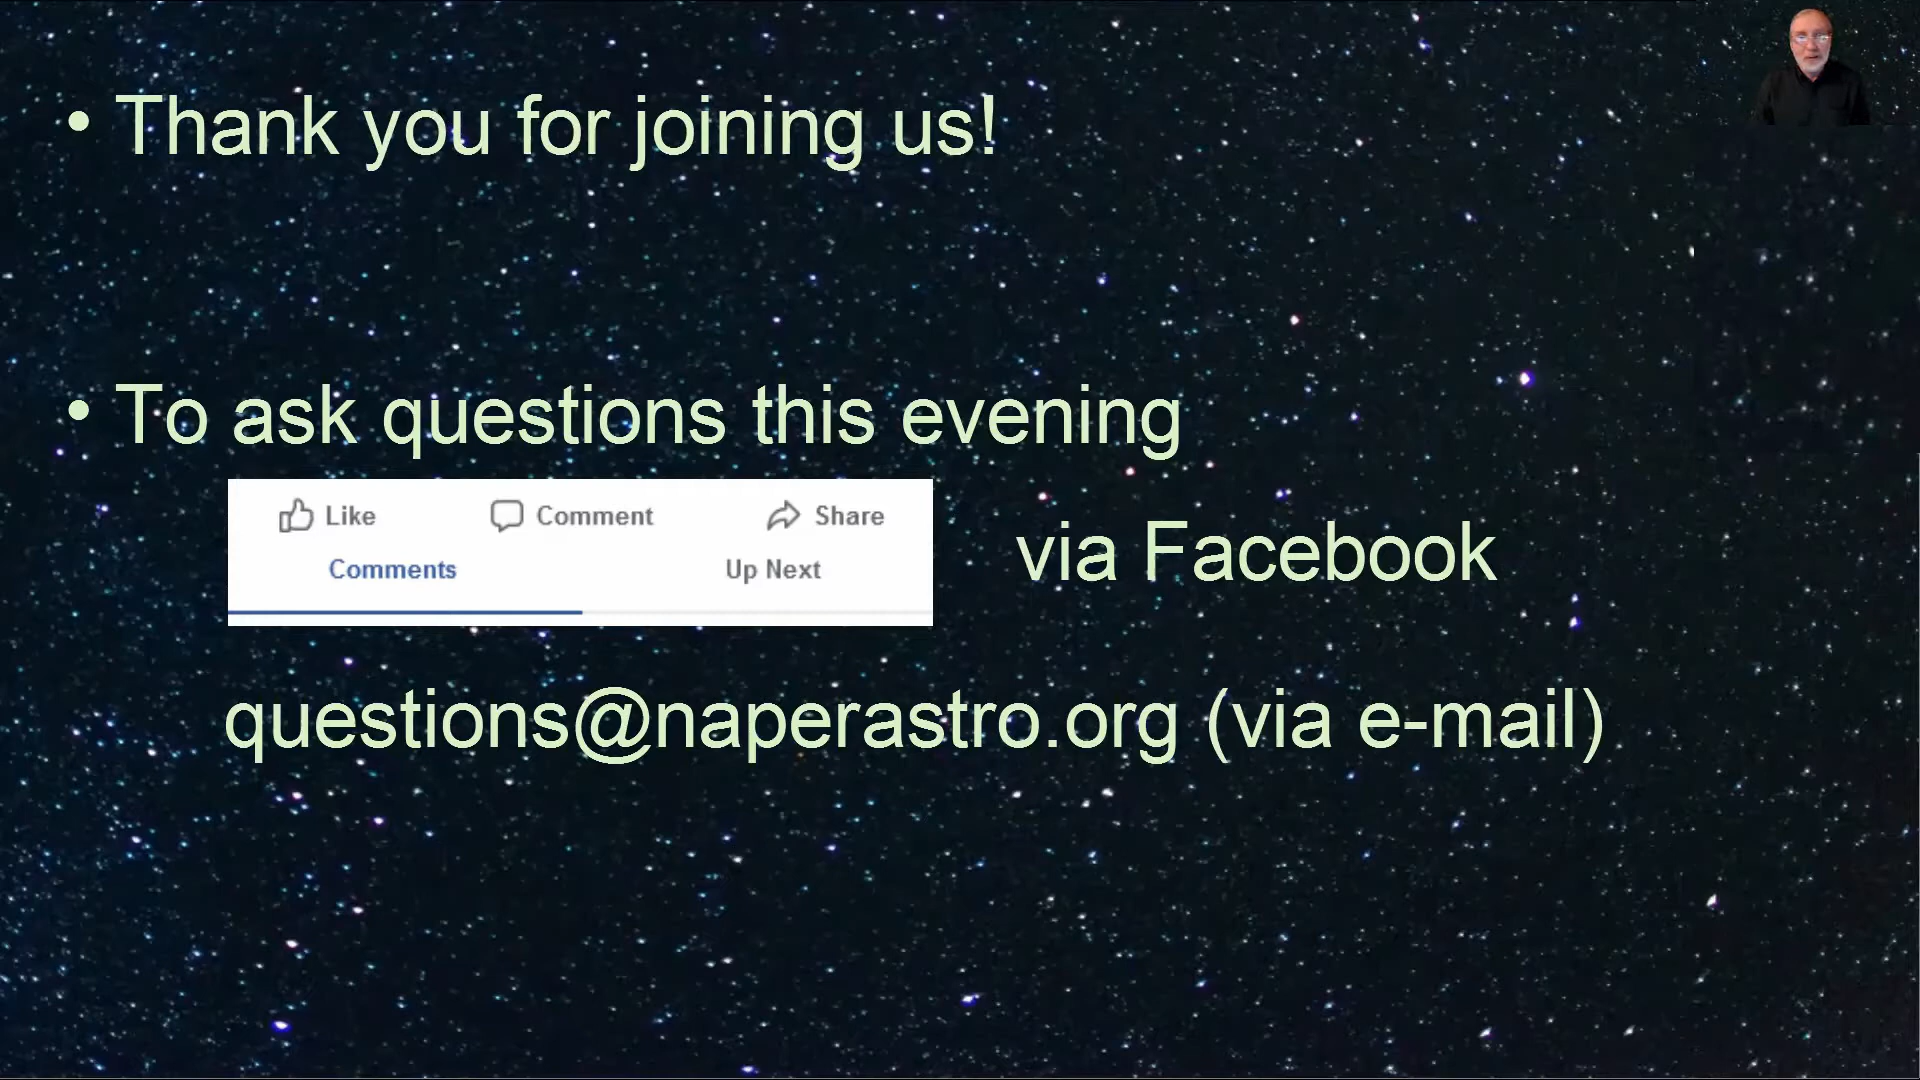 • Thank you for joining us!
• To ask questions this evening
Like Comment Share
Comments Up Next
via Facebook
questions@naperastro.org (via e-mail)